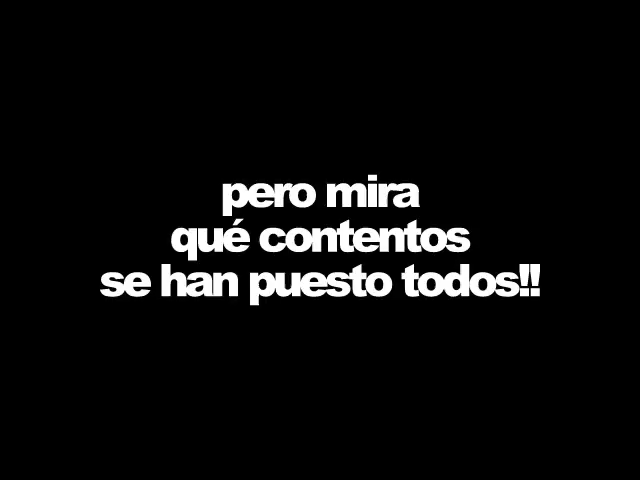 pero mira
qué contentos
se han puesto todos!!